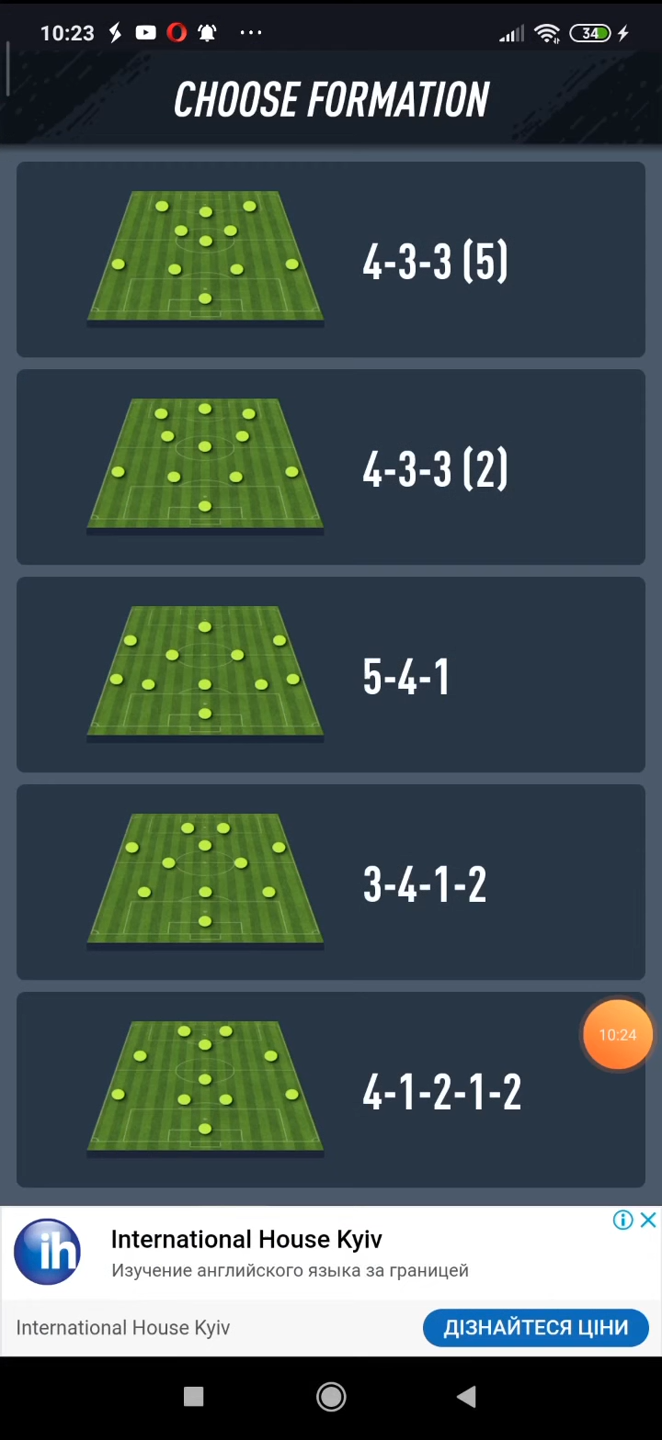 10:23
34
CHOOSE FORMATION
4-3-3 (5)
4-3-3 (2)
5-4-1
3-4-1-2
10:24
4-1-2-1-2
ih
International House Kyiv
Изучение английского языка за границей
International House Kyiv
ДІЗНАЙТЕСЯ ЦІНИ